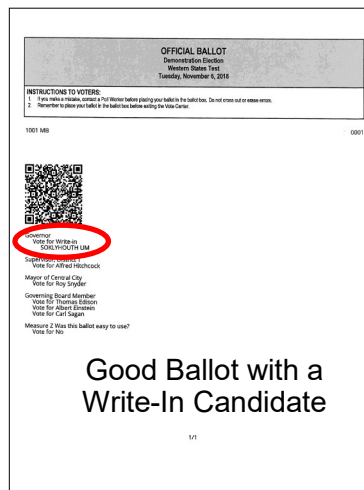 OFFICIAL BALLOT
Demonstration Election
Western States Test
Tuesday, November 6, 2018
INSTRUCTIONS TO VOTERS:
1. If you make a mistake, contact a Poll Worker before placing your ballot in the ballot box. Do not cross out or erase errors.
2. Remember to place your ballot in the ballot box before exiting the Vote Center.
1001 MB 0001
Governor
Vote for Write-in
SOKLYHOUTH UM
Supervisor, District 1
Vote for Alfred Hitchcock
Mayor of Central City
Vote for Roy Snyder
Governing Board Member
Vote for Thomas Edison
Vote for Albert Einstein
Vote for Carl Sagan
Measure Z Was this ballot easy to use?
Vote for No
Good Ballot with a
Write-In Candidate
1/1